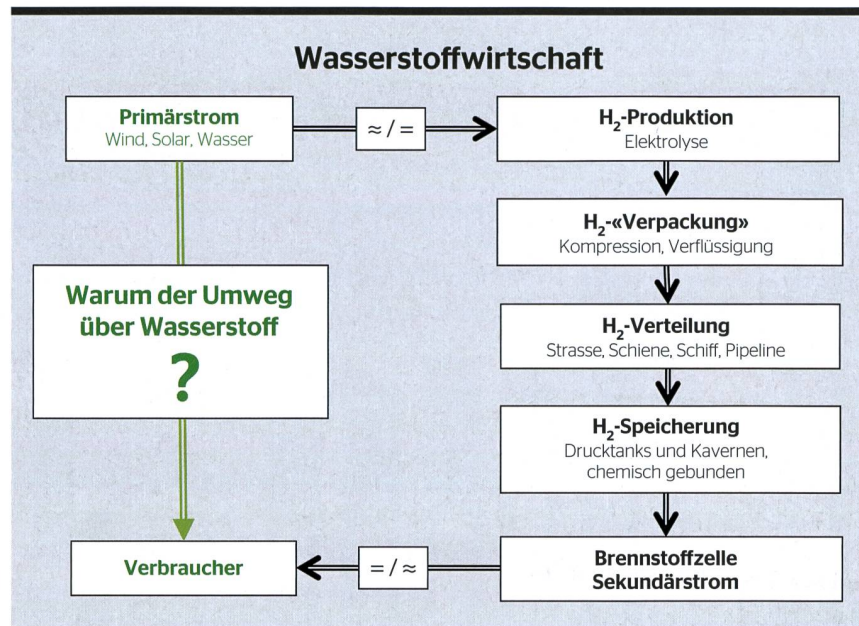 Wasserstoffwirtschaft
Primärstrom
Wind, Solar, Wasser
≈ / =
H₂-Produktion
Elektrolyse
H₂-«Verpackung»
Kompression, Verflüssigung
Warum der Umweg
über Wasserstoff
?
H₂-Verteilung
Strasse, Schiene, Schiff, Pipeline
H₂-Speicherung
Drucktanks und Kavernen,
chemisch gebunden
Verbraucher
= / ≈
Brennstoffzelle
Sekundärstrom